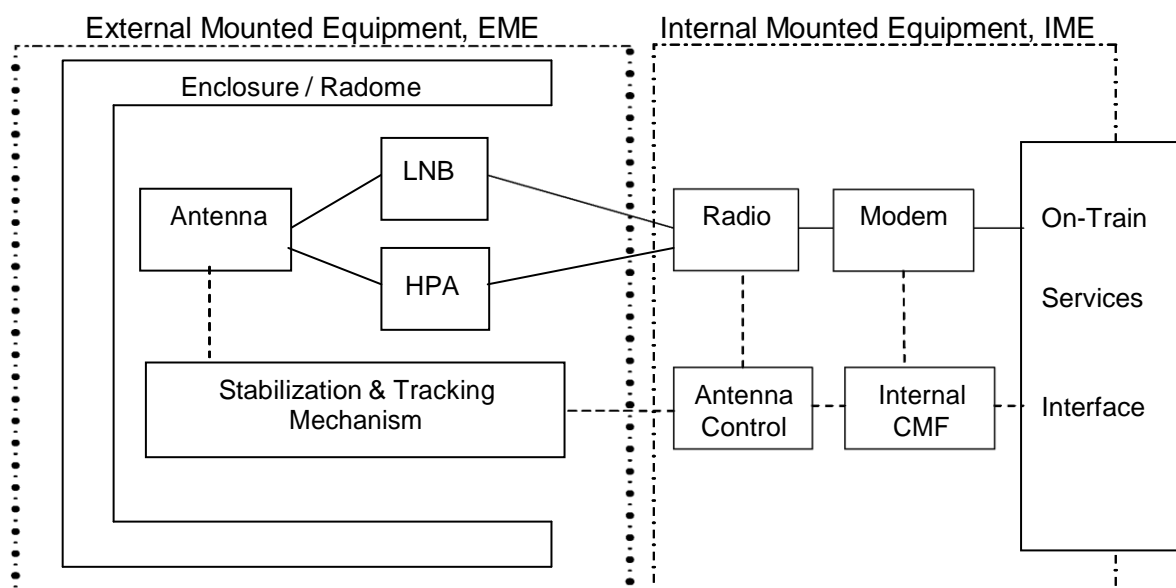 External Mounted Equipment, EME
Internal Mounted Equipment, IME
Enclosure / Radome
LNB
Antenna
HPA
Radio
Modem
On-Train
Services
Interface
Stabilization & Tracking
Mechanism
Antenna
Control
Internal
CMF